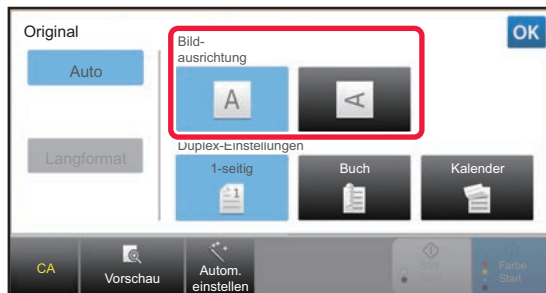 Original
OK
Bild-
ausrichtung
Auto
A
A
Duplex-Einstellungen
Langformat
1-seitig
Buch
Kalender
1
CA
Vorschau
Autom.
einstellen
S/W
Start
Farbe
Start